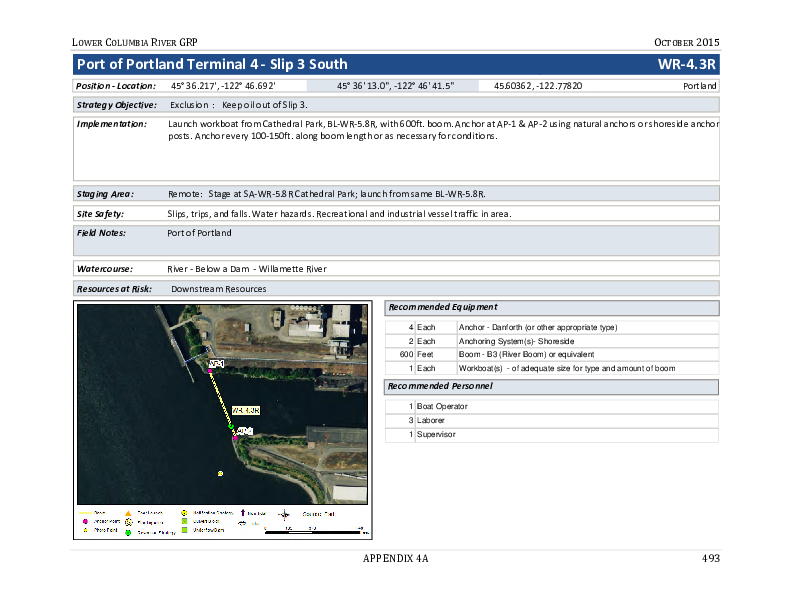 LOWER COLUMBIA RIVER GRP OCTOBER 2015
Port of Portland Terminal 4 - Slip 3 South WR-4.3R
Position - Location: 45° 36.217', -122° 46.692' 45° 36' 13.0", -122° 46' 41.5" 45.60362, -122.77820 Portland
Strategy Objective: Exclusion : Keep oil out of Slip 3.
Implementation: Launch workboat from Cathedral Park, BL-WR-5.8R, with 600ft. boom. Anchor at AP-1 & AP-2 using natural anchors or shoreside anchor
posts. Anchor every 100-150ft. along boom length or as necessary for conditions.
Staging Area: Remote: Stage at SA-WR-5.8R Cathedral Park; launch from same BL-WR-5.8R.
Site Safety: Slips, trips, and falls. Water hazards. Recreational and industrial vessel traffic in area.
Field Notes: Port of Portland
Watercourse: River - Below a Dam - Willamette River
Resources at Risk: Downstream Resources
Recommended Equipment
4 Each Anchor - Danforth (or other appropriate type)
2 Each Anchoring System(s)- Shoreside
600 Feet Boom - B3 (River Boom) or equivalent
1 Each Workboat(s) - of adequate size for type and amount of boom
Recommended Personnel
1 Boat Operator
3 Laborer
1 Supervisor
AP-1
WR-4.3R
Anchor Point
Photo Point
Notification Strategy
Underflow Dam
APPENDIX 4A 493